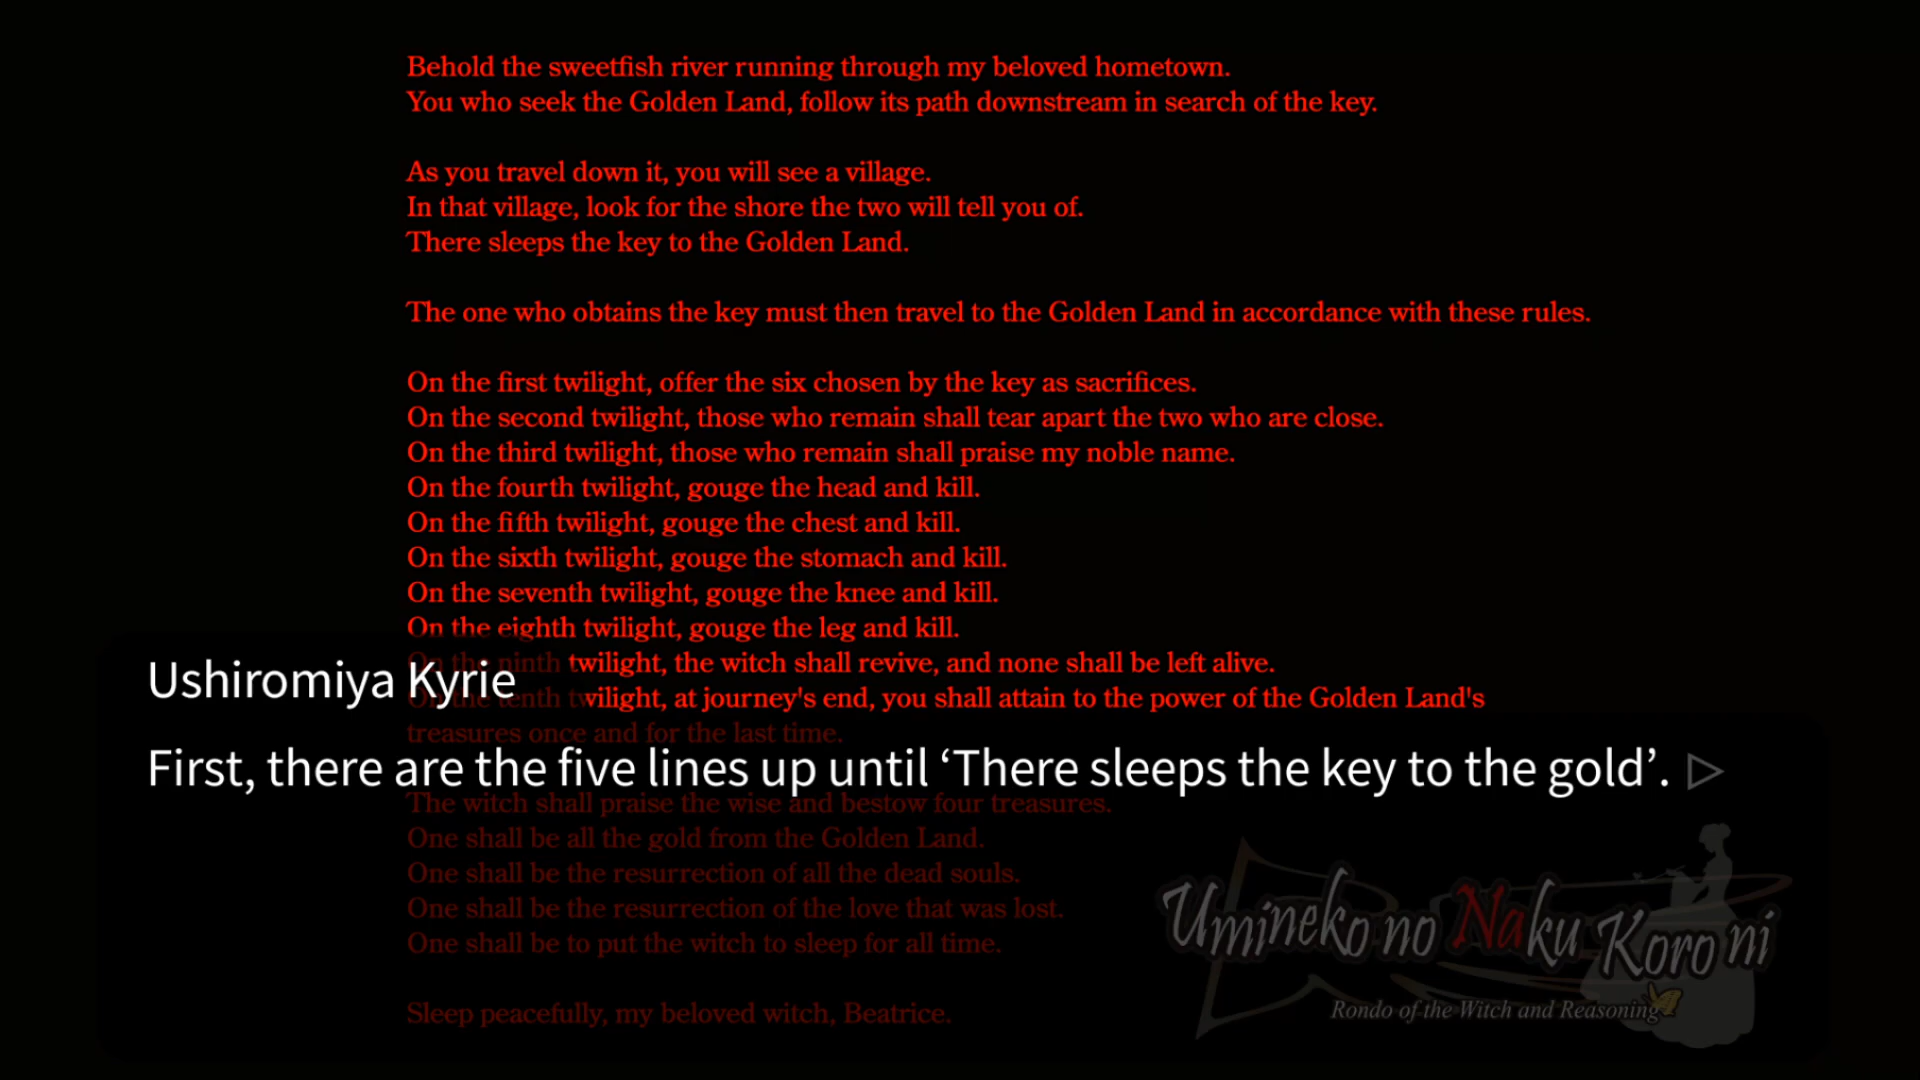 Behold the sweetfish river running through my beloved hometown.
You who seek the Golden Land, follow its path downstream in search of the key.
As you travel down it, you will see a village.
In that village, look for the shore the two will tell you of.
There sleeps the key to the Golden Land.
The one who obtains the key must then travel to the Golden Land in accordance with these rules.
On the first twilight, offer the six chosen by the key as sacrifices.
On the second twilight, those who remain shall tear apart the two who are close.
On the third twilight, those who remain shall praise my noble name.
On the fourth twilight, gouge the head and kill.
On the fifth twilight, gouge the chest and kill.
On the sixth twilight, gouge the stomach and kill.
On the seventh twilight, gouge the knee and kill.
On the eighth twilight, gouge the leg and kill.
On the ninth twilight, the witch shall revive, and none shall be left alive.
On the tenth twilight, at journey's end, you shall attain to the power of the Golden Land's
treasures once and for the last time.
The witch shall praise the wise and bestow four treasures.
One shall be all the gold from the Golden Land.
One shall be the resurrection of all the dead souls.
One shall be the resurrection of the love that was lost.
One shall be to put the witch to sleep for all time.
Sleep peacefully, my beloved witch, Beatrice.
Ushiromiya Kyrie
First, there are the five lines up until ‘There sleeps the key to the gold’.
Umineko no Naku Koro ni
Rondo of the Witch and Reasoning